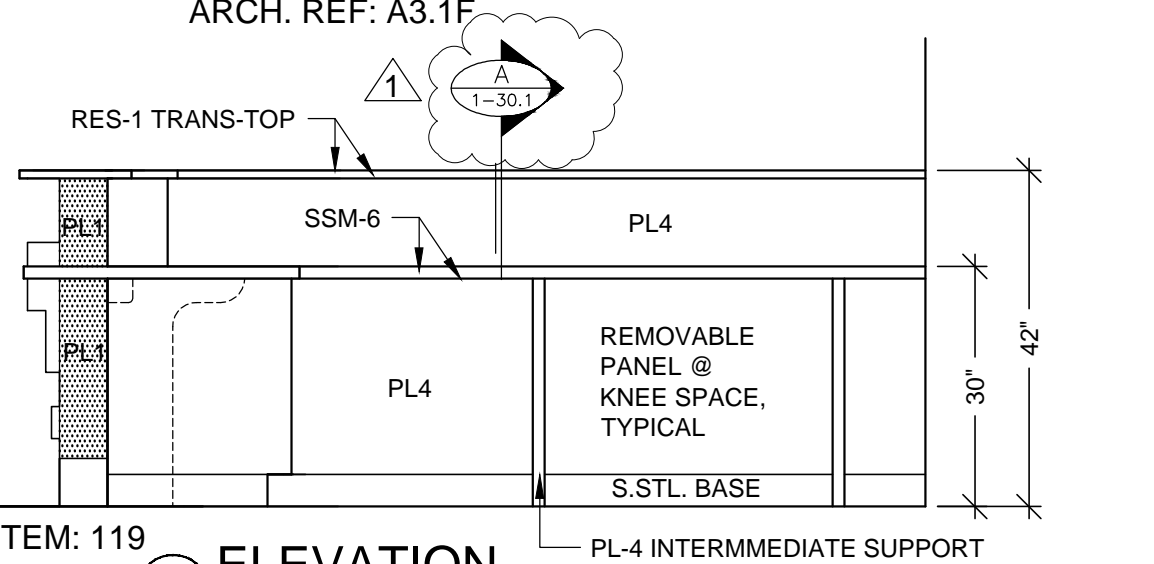 ARCH. REF: A3.1F
1
A
1-30.1
RES-1 TRANS-TOP
SSM-6
PL1
PL4
PL1
PL4
REMOVABLE
PANEL @
KNEE SPACE,
TYPICAL
30"
42"
S.STL. BASE
TEM: 119
ELEVATION
PL-4 INTERMMEDIATE SUPPORT